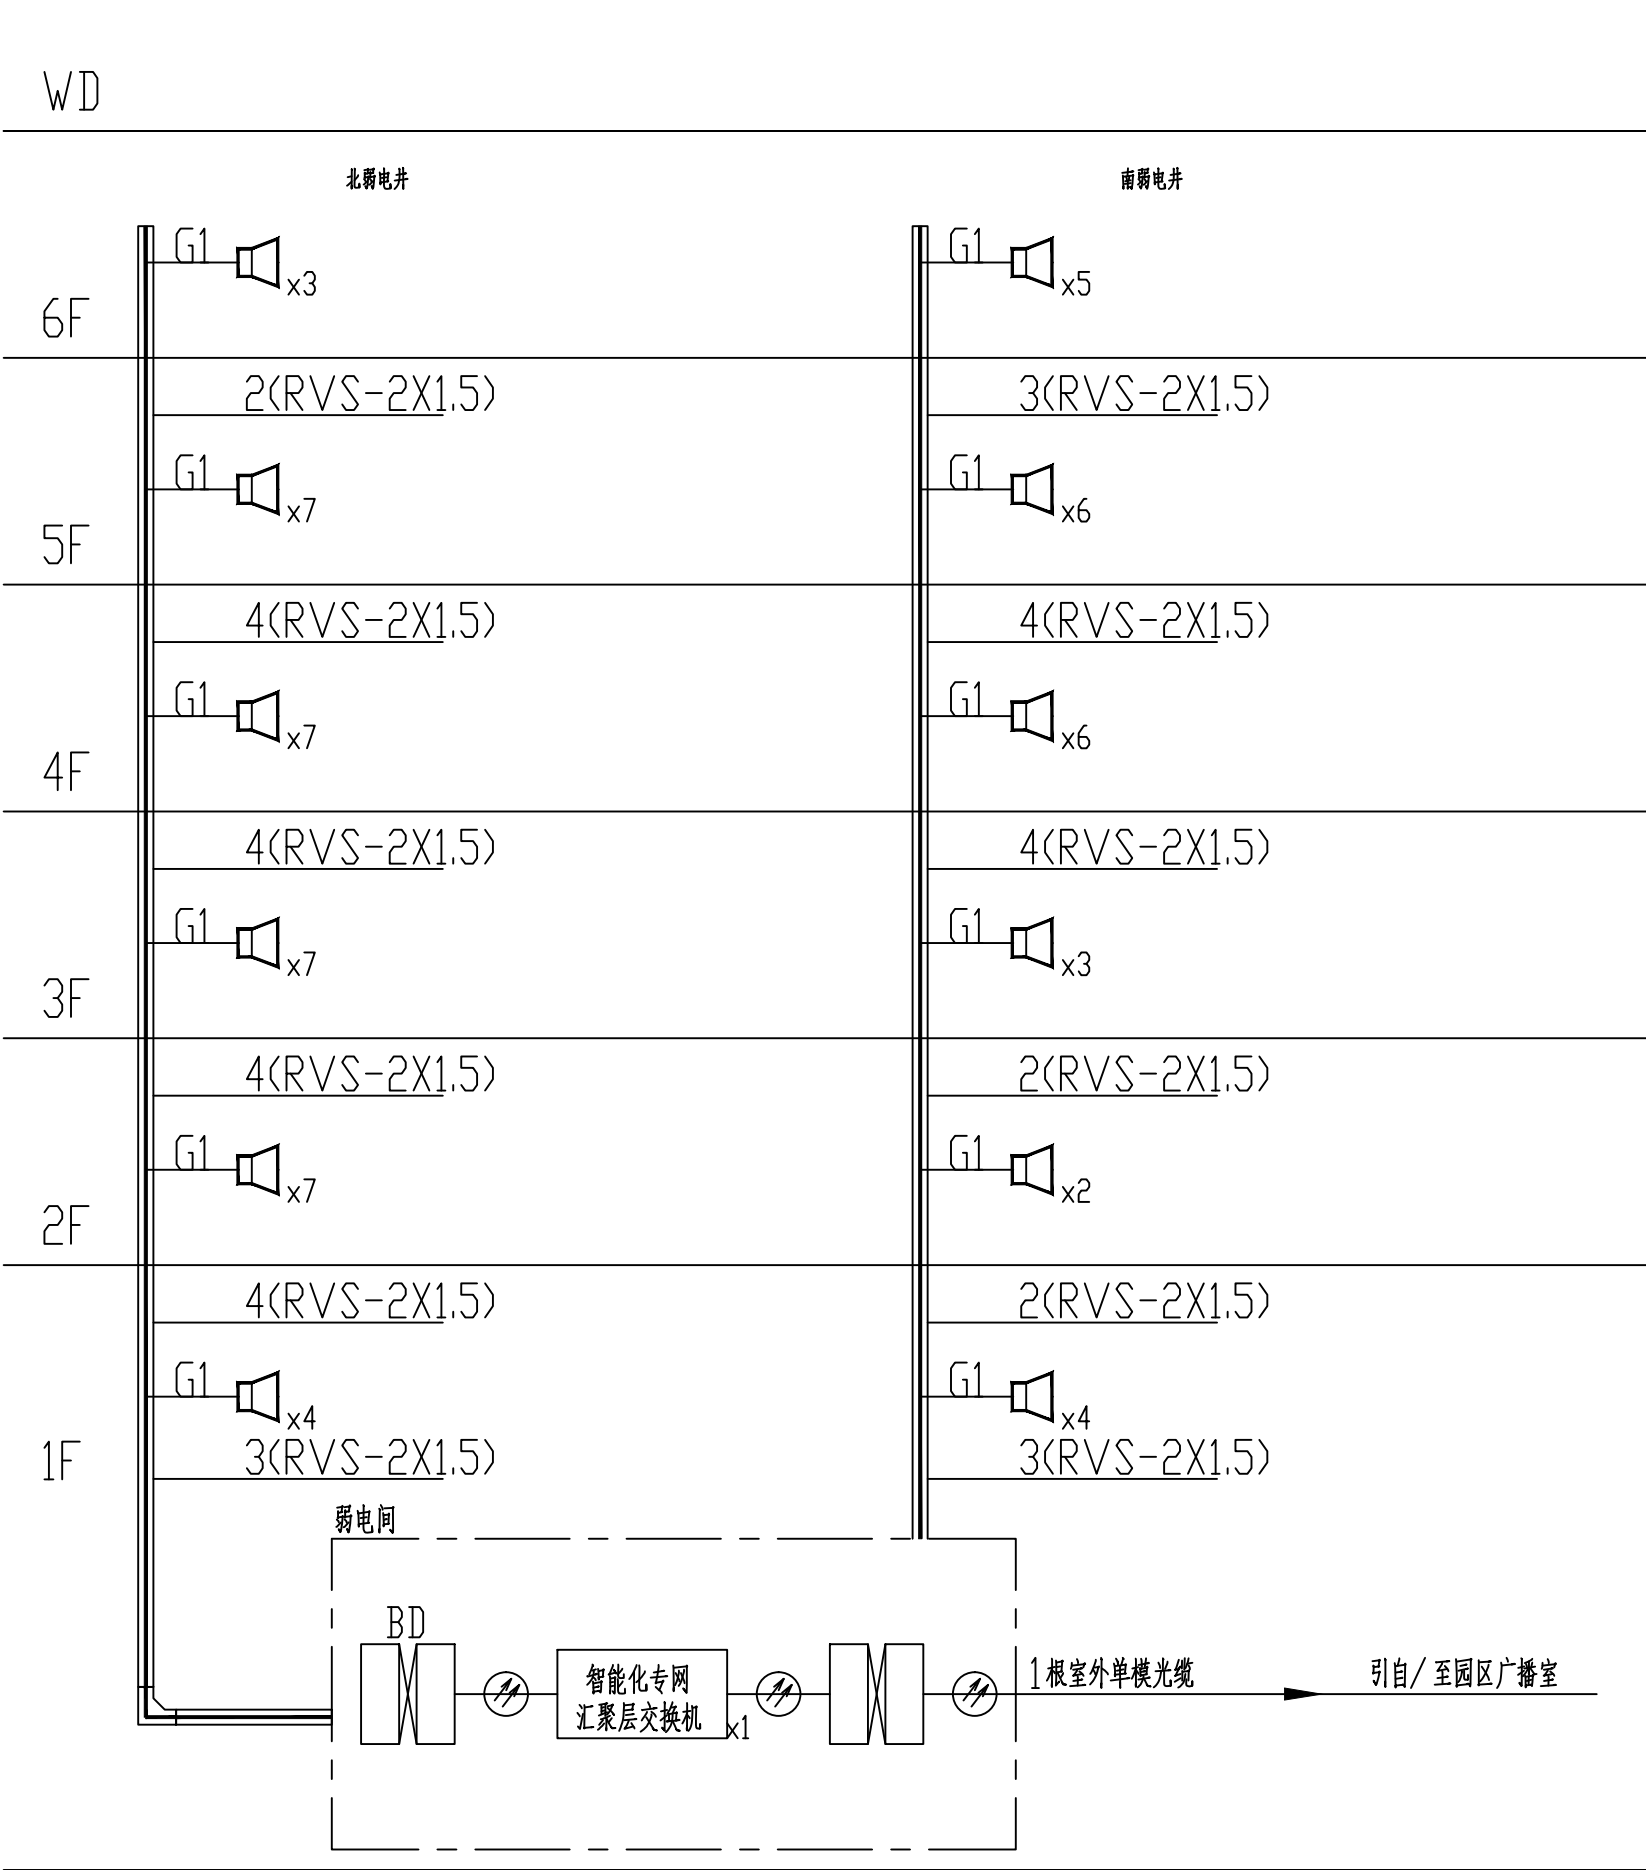 WD
北弱电井 南弱电井
G1 x3 G1 x5
6F
2(RVS-2X1.5) 3(RVS-2X1.5)
G1 x7 G1 x6
5F
4(RVS-2X1.5) 4(RVS-2X1.5)
G1 x7 G1 x6
4F
4(RVS-2X1.5) 4(RVS-2X1.5)
G1 x7 G1 x3
3F
4(RVS-2X1.5) 2(RVS-2X1.5)
G1 x7 G1 x2
2F
4(RVS-2X1.5) 2(RVS-2X1.5)
G1 x4 G1 x4
1F 3(RVS-2X1.5) 3(RVS-2X1.5)
弱电间
BD
智能化专网
汇聚层交换机 x1
1根室外单模光缆 引自/至园区广播室